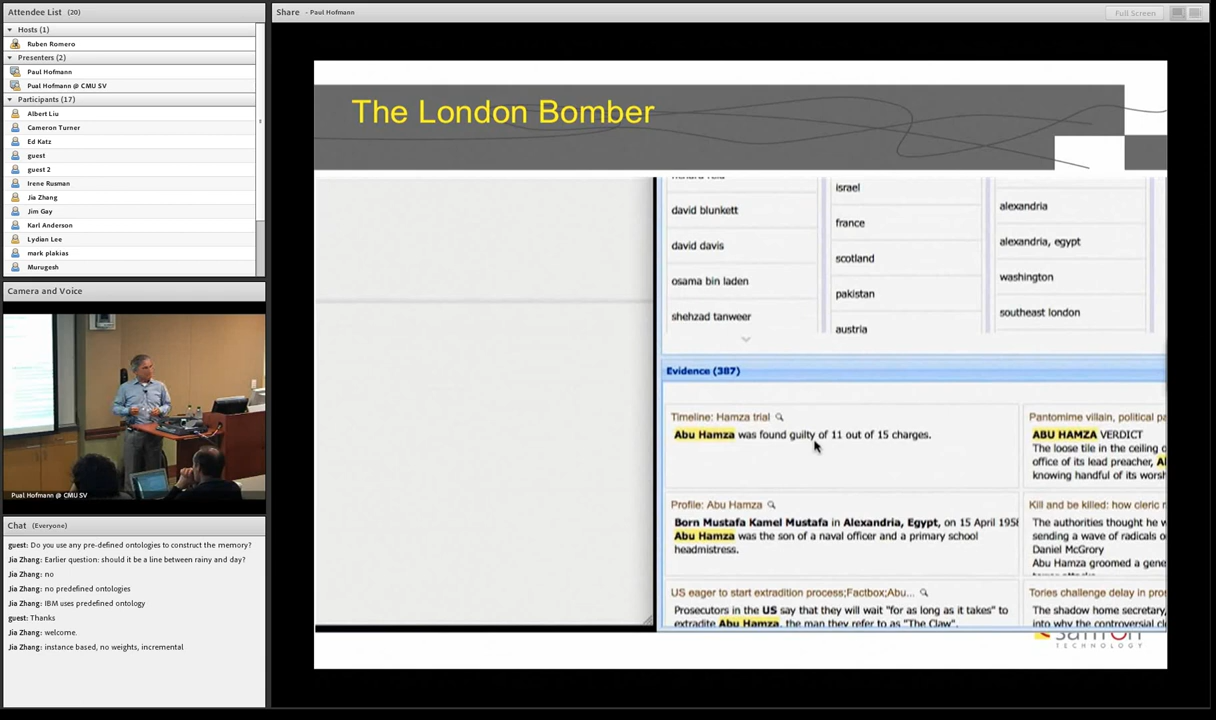 Attendee List (20)
Hosts (1)
Ruben Romero
Presenters (2)
Paul Hofmann
Pual Hofmann @ CMU SV
Participants (17)
Albert Liu
Cameron Turner
Ed Katz
guest
guest 2
Irene Rusman
Jia Zhang
Jim Gay
Karl Anderson
Lydian Lee
mark plakias
Murugesh
Camera and Voice
Pual Hofmann @ CMU SV
Chat (Everyone)
guest: Do you use any pre-defined ontologies to construct the memory?
Jia Zhang: Earlier question: should it be a line between rainy and day?
Jia Zhang: no
Jia Zhang: no predefined ontologies
Jia Zhang: IBM uses predefined ontology
guest: Thanks
Jia Zhang: welcome.
Jia Zhang: instance based, no weights, incremental
Share - Paul Hofmann
Full Screen
The London Bomber
david blunkett
david davis
osama bin laden
shehzad tanweer
israel
france
scotland
pakistan
austria
alexandria
alexandria, egypt
washington
southeast london
Evidence (387)
Timeline: Hamza trial
Abu Hamza was found guilty of 11 out of 15 charges.
Profile: Abu Hamza
Born Mustafa Kamel Mustafa in Alexandria, Egypt, on 15 April 1958
Abu Hamza was the son of a naval officer and a primary school
headmistress.
US eager to start extradition process;Factbox;Abu...
Prosecutors in the US say that they will wait "for as long as it takes" to
extradite Abu Hamza, the man they refer to as "The Claw".
Pantomime villain, political
ABU HAMZA VERDICT
The loose tile in the ceiling
office of its lead preacher,
knowing handful of its
Kill and be killed: how cleric
The authorities thought he
sending a wave of radicals
Daniel McGrory
Abu Hamza groomed a
Tories challenge delay in
The shadow home secretary,
into why the controversial
TECHNOLOGY